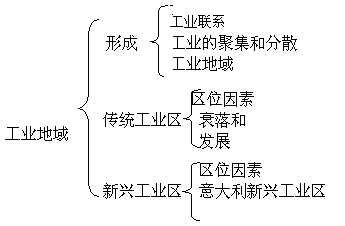 工业联系
形成
工业的聚集和分散
工业地域
区位因素
传统工业区
衰落和
发展
工业地域
区位因素
新兴工业区
意大利新兴工业区